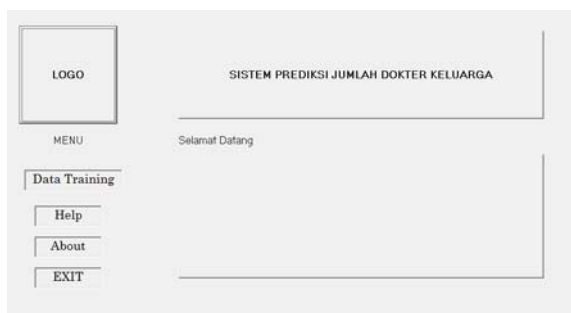 LOGO
SISTEM PREDIKSI JUMLAH DOKTER KELUARGA
MENU
Selamat Datang
Data Training
Help
About
EXIT